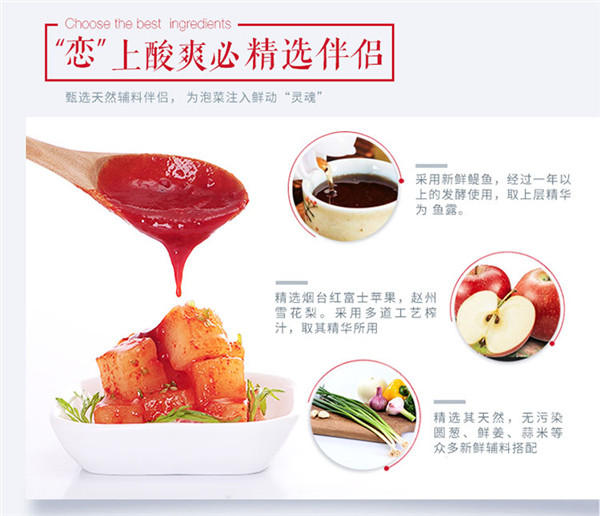 Choose the best ingredients
“恋”上酸爽必精选伴侣
甄选天然辅料伴侣， 为泡菜注入鲜动“灵魂”
采用新鲜鳀鱼，经过一年以
上的发酵使用，取上层精华
为 鱼露。
精选烟台红富士苹果，赵州
雪花梨。采用多道工艺榨
汁，取其精华所用
精选其天然，无污染
圆葱、鲜姜、蒜米等
众多新鲜辅料搭配